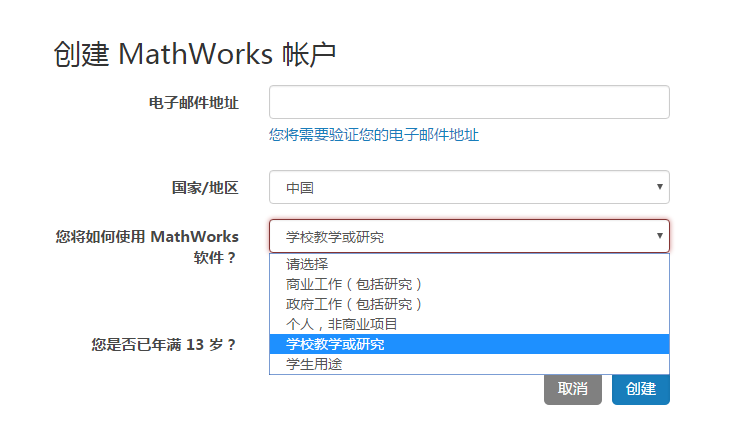 创建 MathWorks 帐户
电子邮件地址
您将需要验证您的电子邮件地址
国家/地区
中国
您将如何使用 MathWorks
软件？
学校教学或研究
请选择
商业工作（包括研究）
政府工作（包括研究）
个人，非商业项目
学校教学或研究
学生用途
您是否已年满 13 岁？
取消
创建